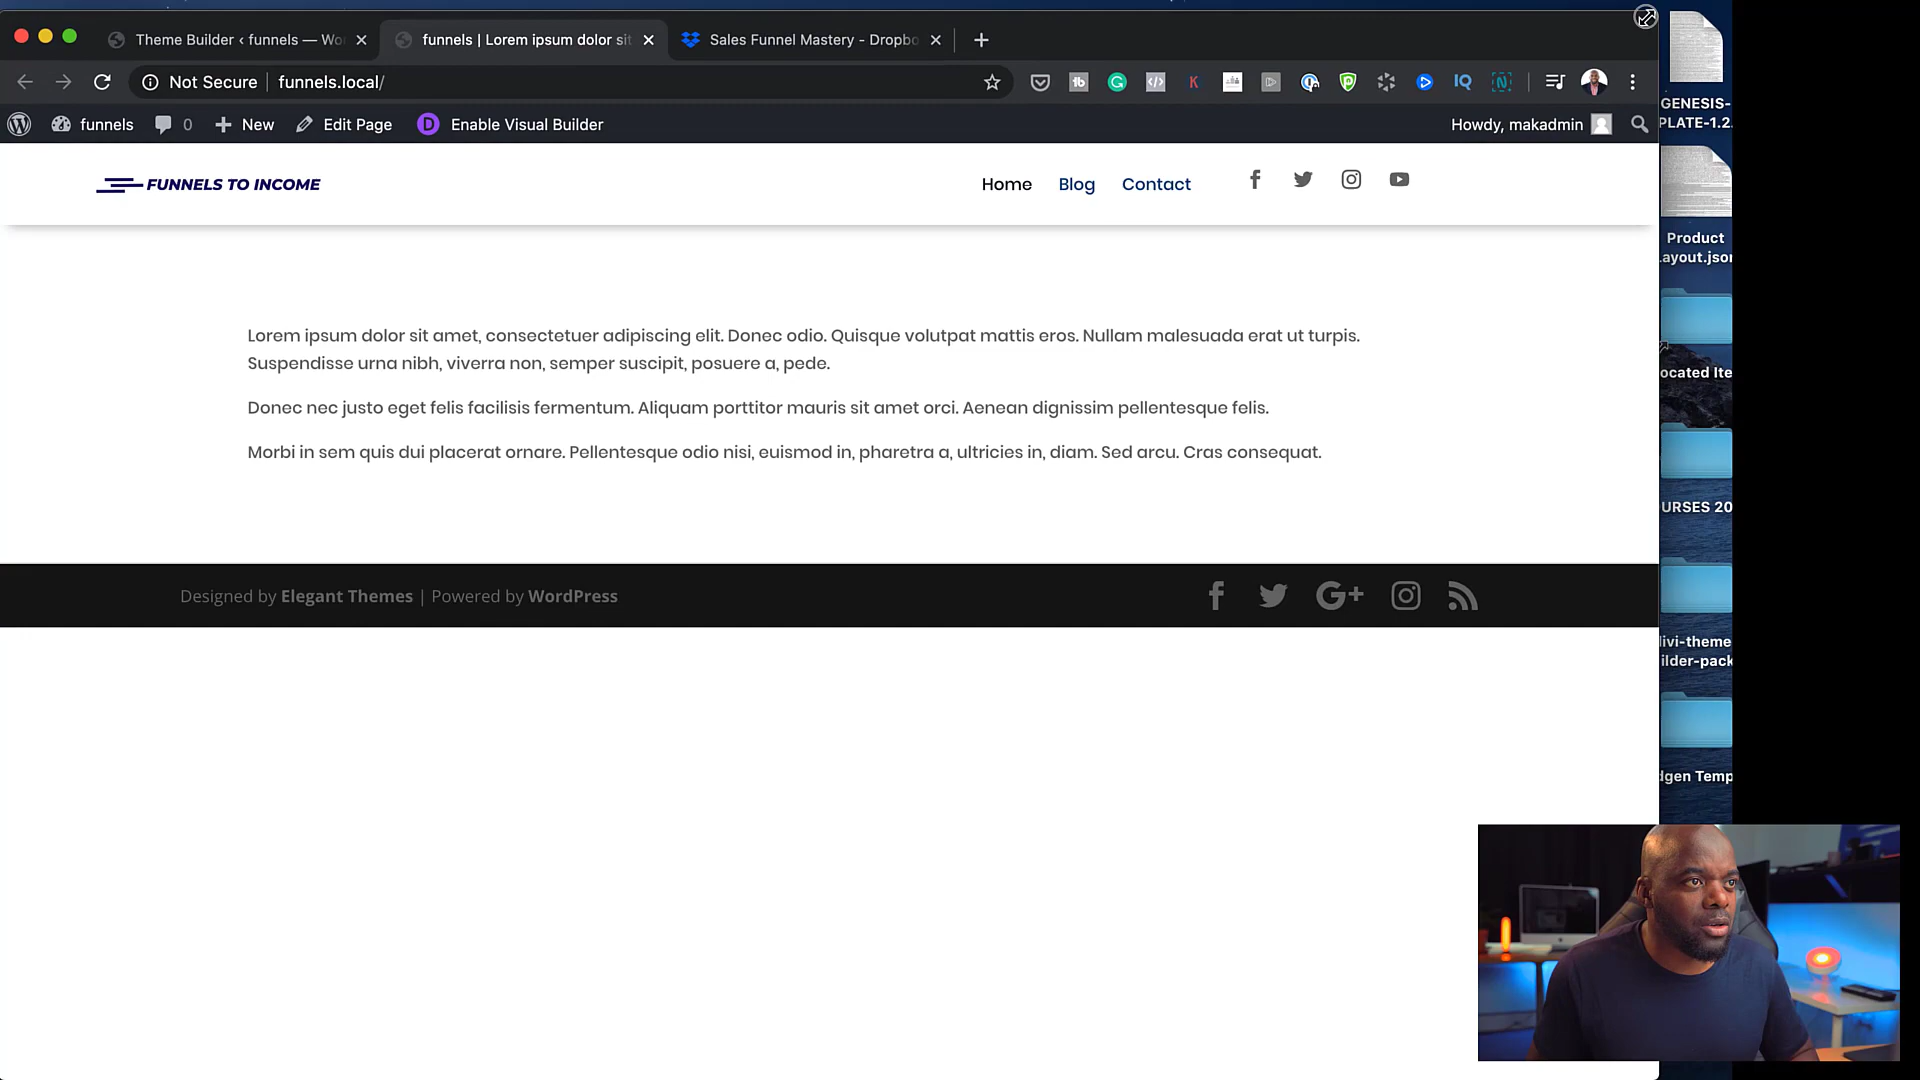 Theme Builder ‹ funnels — Wo
funnels | Lorem ipsum dolor sit
Sales Funnel Mastery - Dropbo
Not Secure
funnels.local/
funnels
0
New
Edit Page
D
Enable Visual Builder
Howdy, makadmin
FUNNELS TO INCOME
Home
Blog
Contact
Lorem ipsum dolor sit amet, consectetuer adipiscing elit. Donec odio. Quisque volutpat mattis eros. Nullam malesuada erat ut turpis.
Suspendisse urna nibh, viverra non, semper suscipit, posuere a, pede.
Donec nec justo eget felis facilisis fermentum. Aliquam porttitor mauris sit amet orci. Aenean dignissim pellentesque felis.
Morbi in sem quis dui placerat ornare. Pellentesque odio nisi, euismod in, pharetra a, ultricies in, diam. Sed arcu. Cras consequat.
Designed by Elegant Themes | Powered by WordPress
GENESIS-
PLATE-1.2.
Product
ayout.jsor
ocated Ite
URSES 20
livi-theme
ilder-pack
dgen Temp